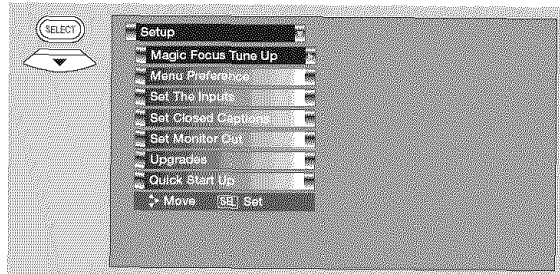 SELECT
Setup
Magic Focus Tune Up
Menu Preference
Set The Inputs
Set Closed Captions
Set Monitor Out
Upgrades
Quick Start Up
Move SEL Set